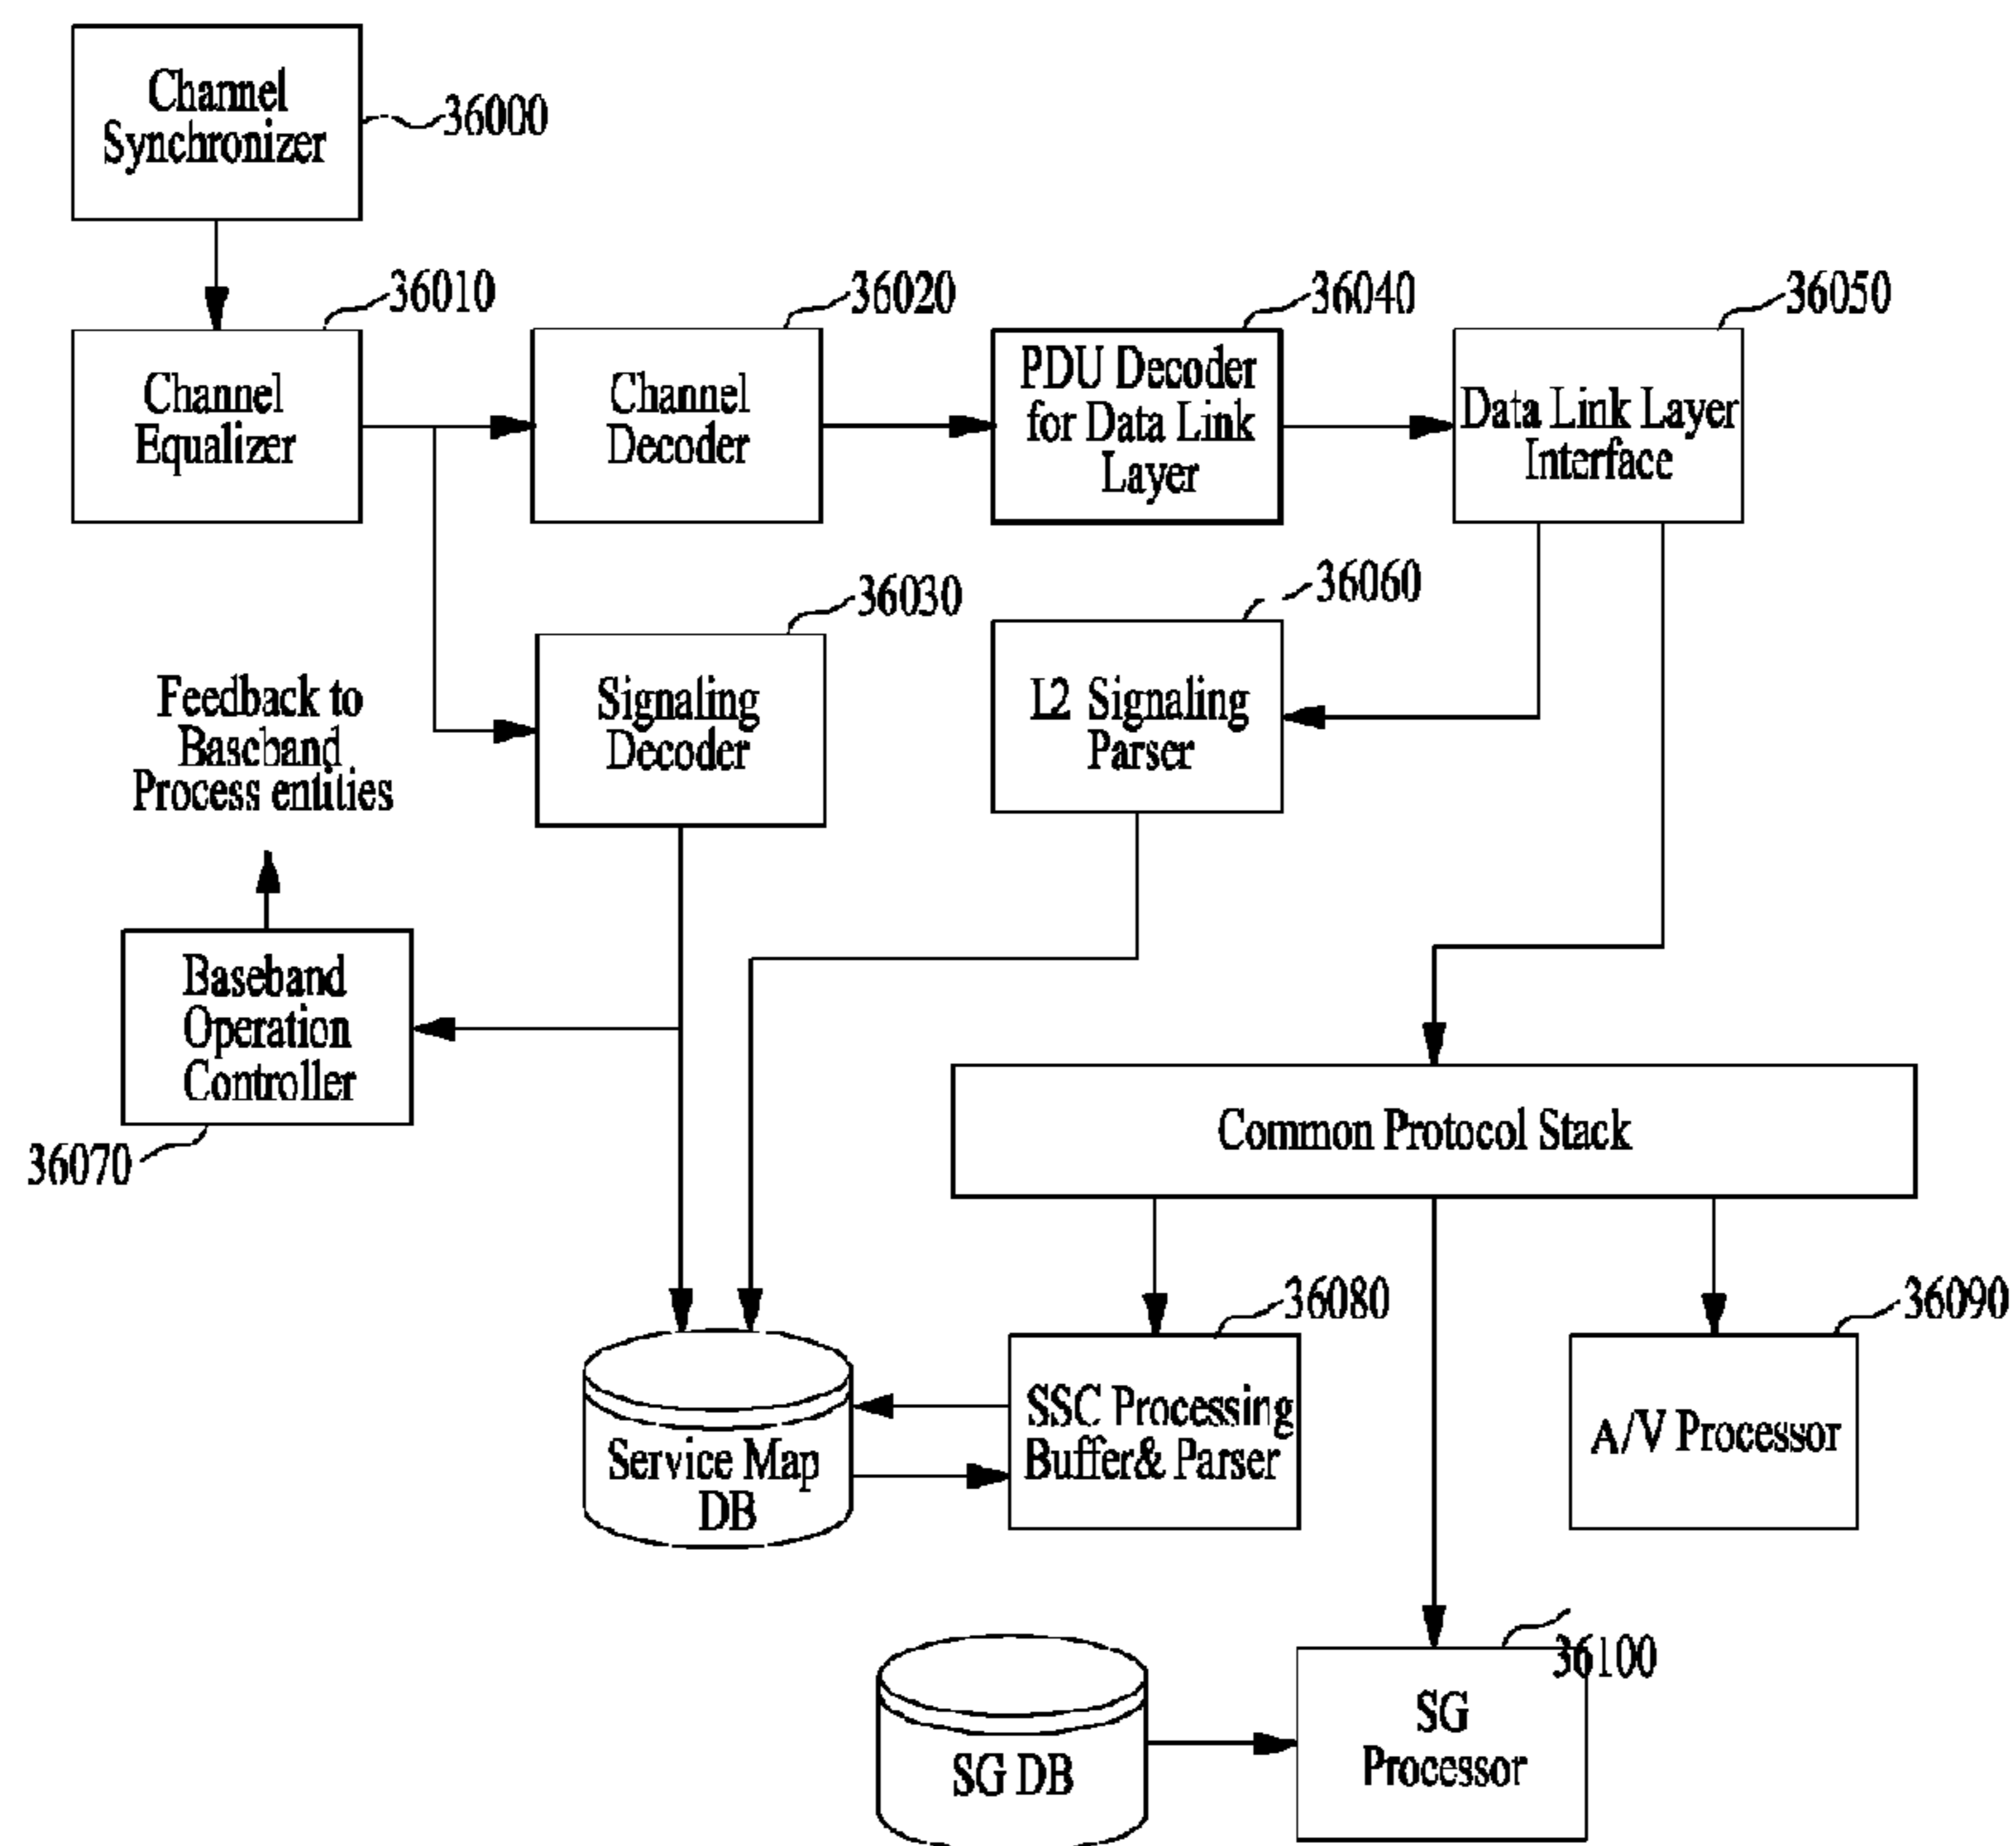 Channel
Synchronizer
36000
36010
36020
36040
36050
Channel
Equalizer
Channel
Decoder
PDU Decoder
for Data Link
Layer
Data Link Layer
Interface
36030
36060
Feedback to
Baseband
Process entities
Signaling
Decoder
L2 Signaling
Parser
Baseband
Operation
Controller
36070
Common Protocol Stack
36080
36090
Service Map
DB
SSC Processing
Buffer& Parser
A/V Processor
36100
SG DB
SG
Processor